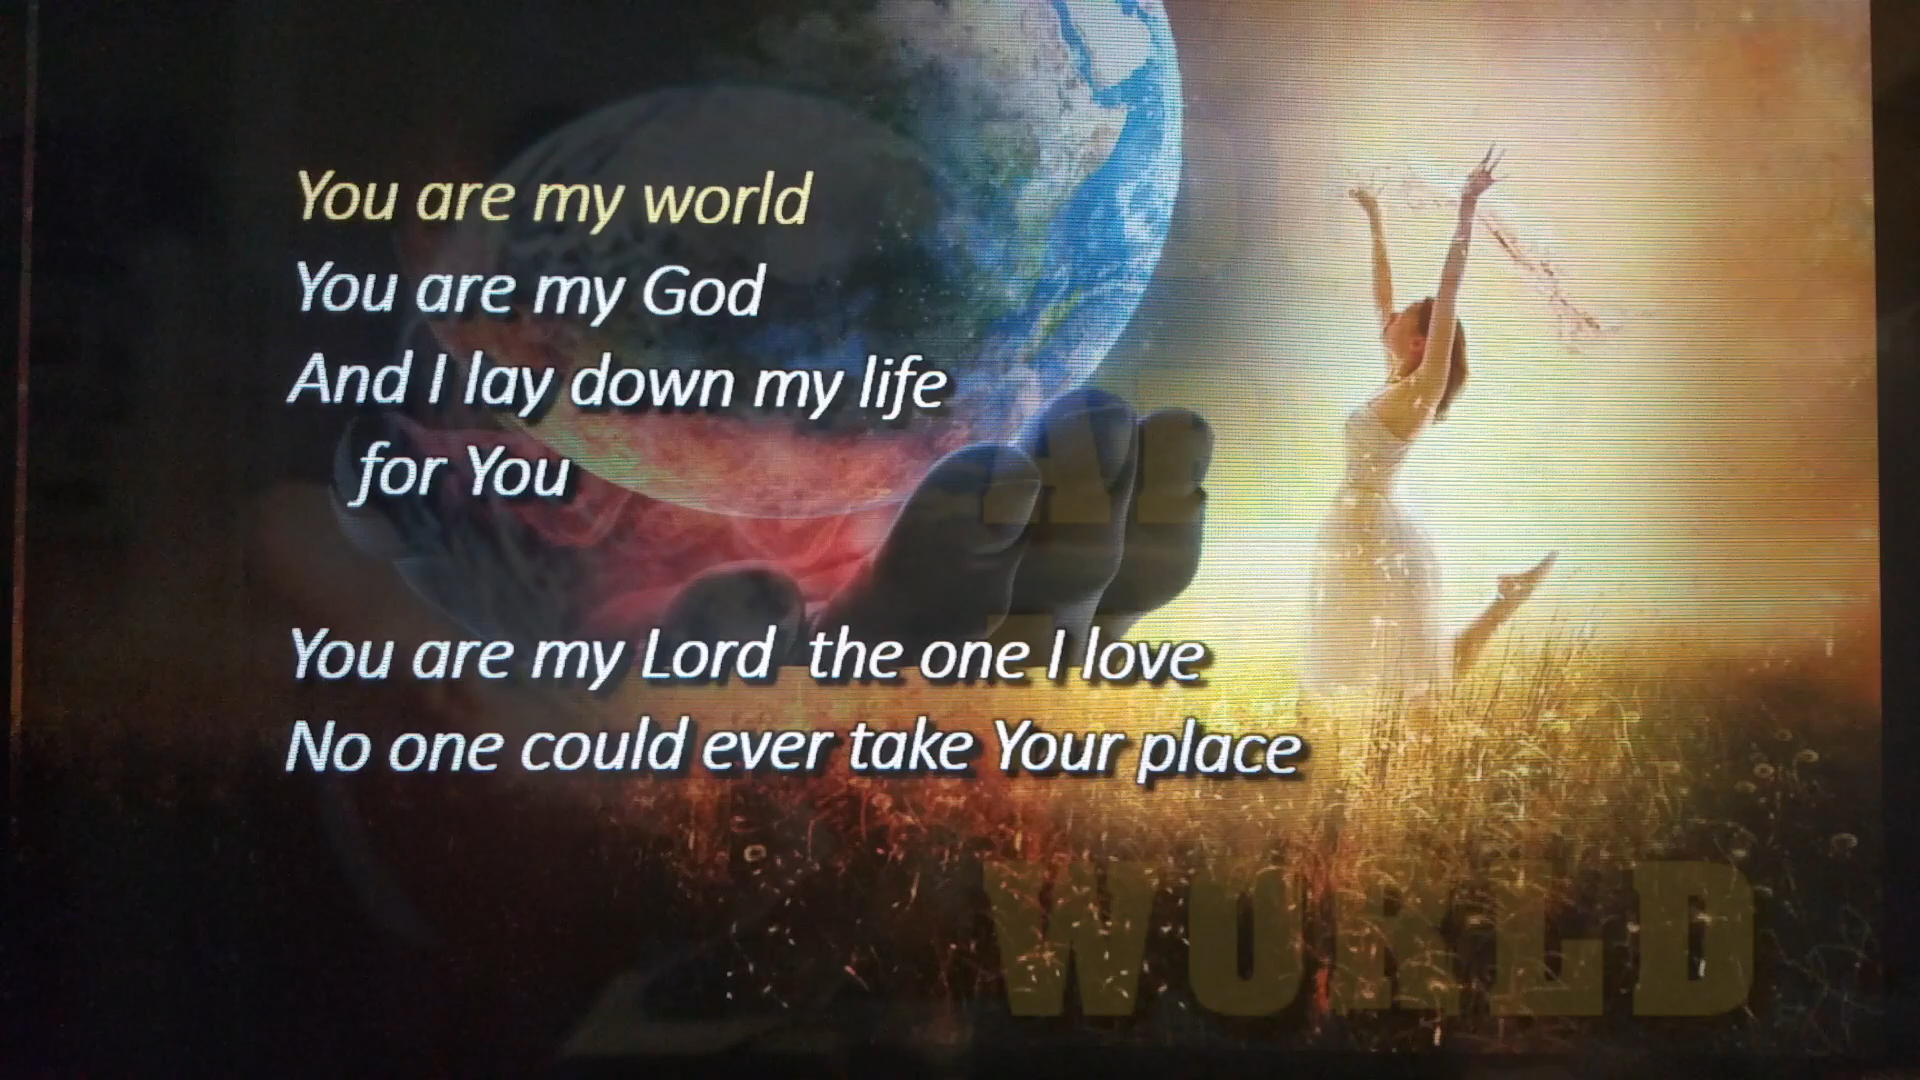 You are my world
You are my God
And I lay down my life
for You
You are my Lord the one I love
No one could ever take Your place
WORLD